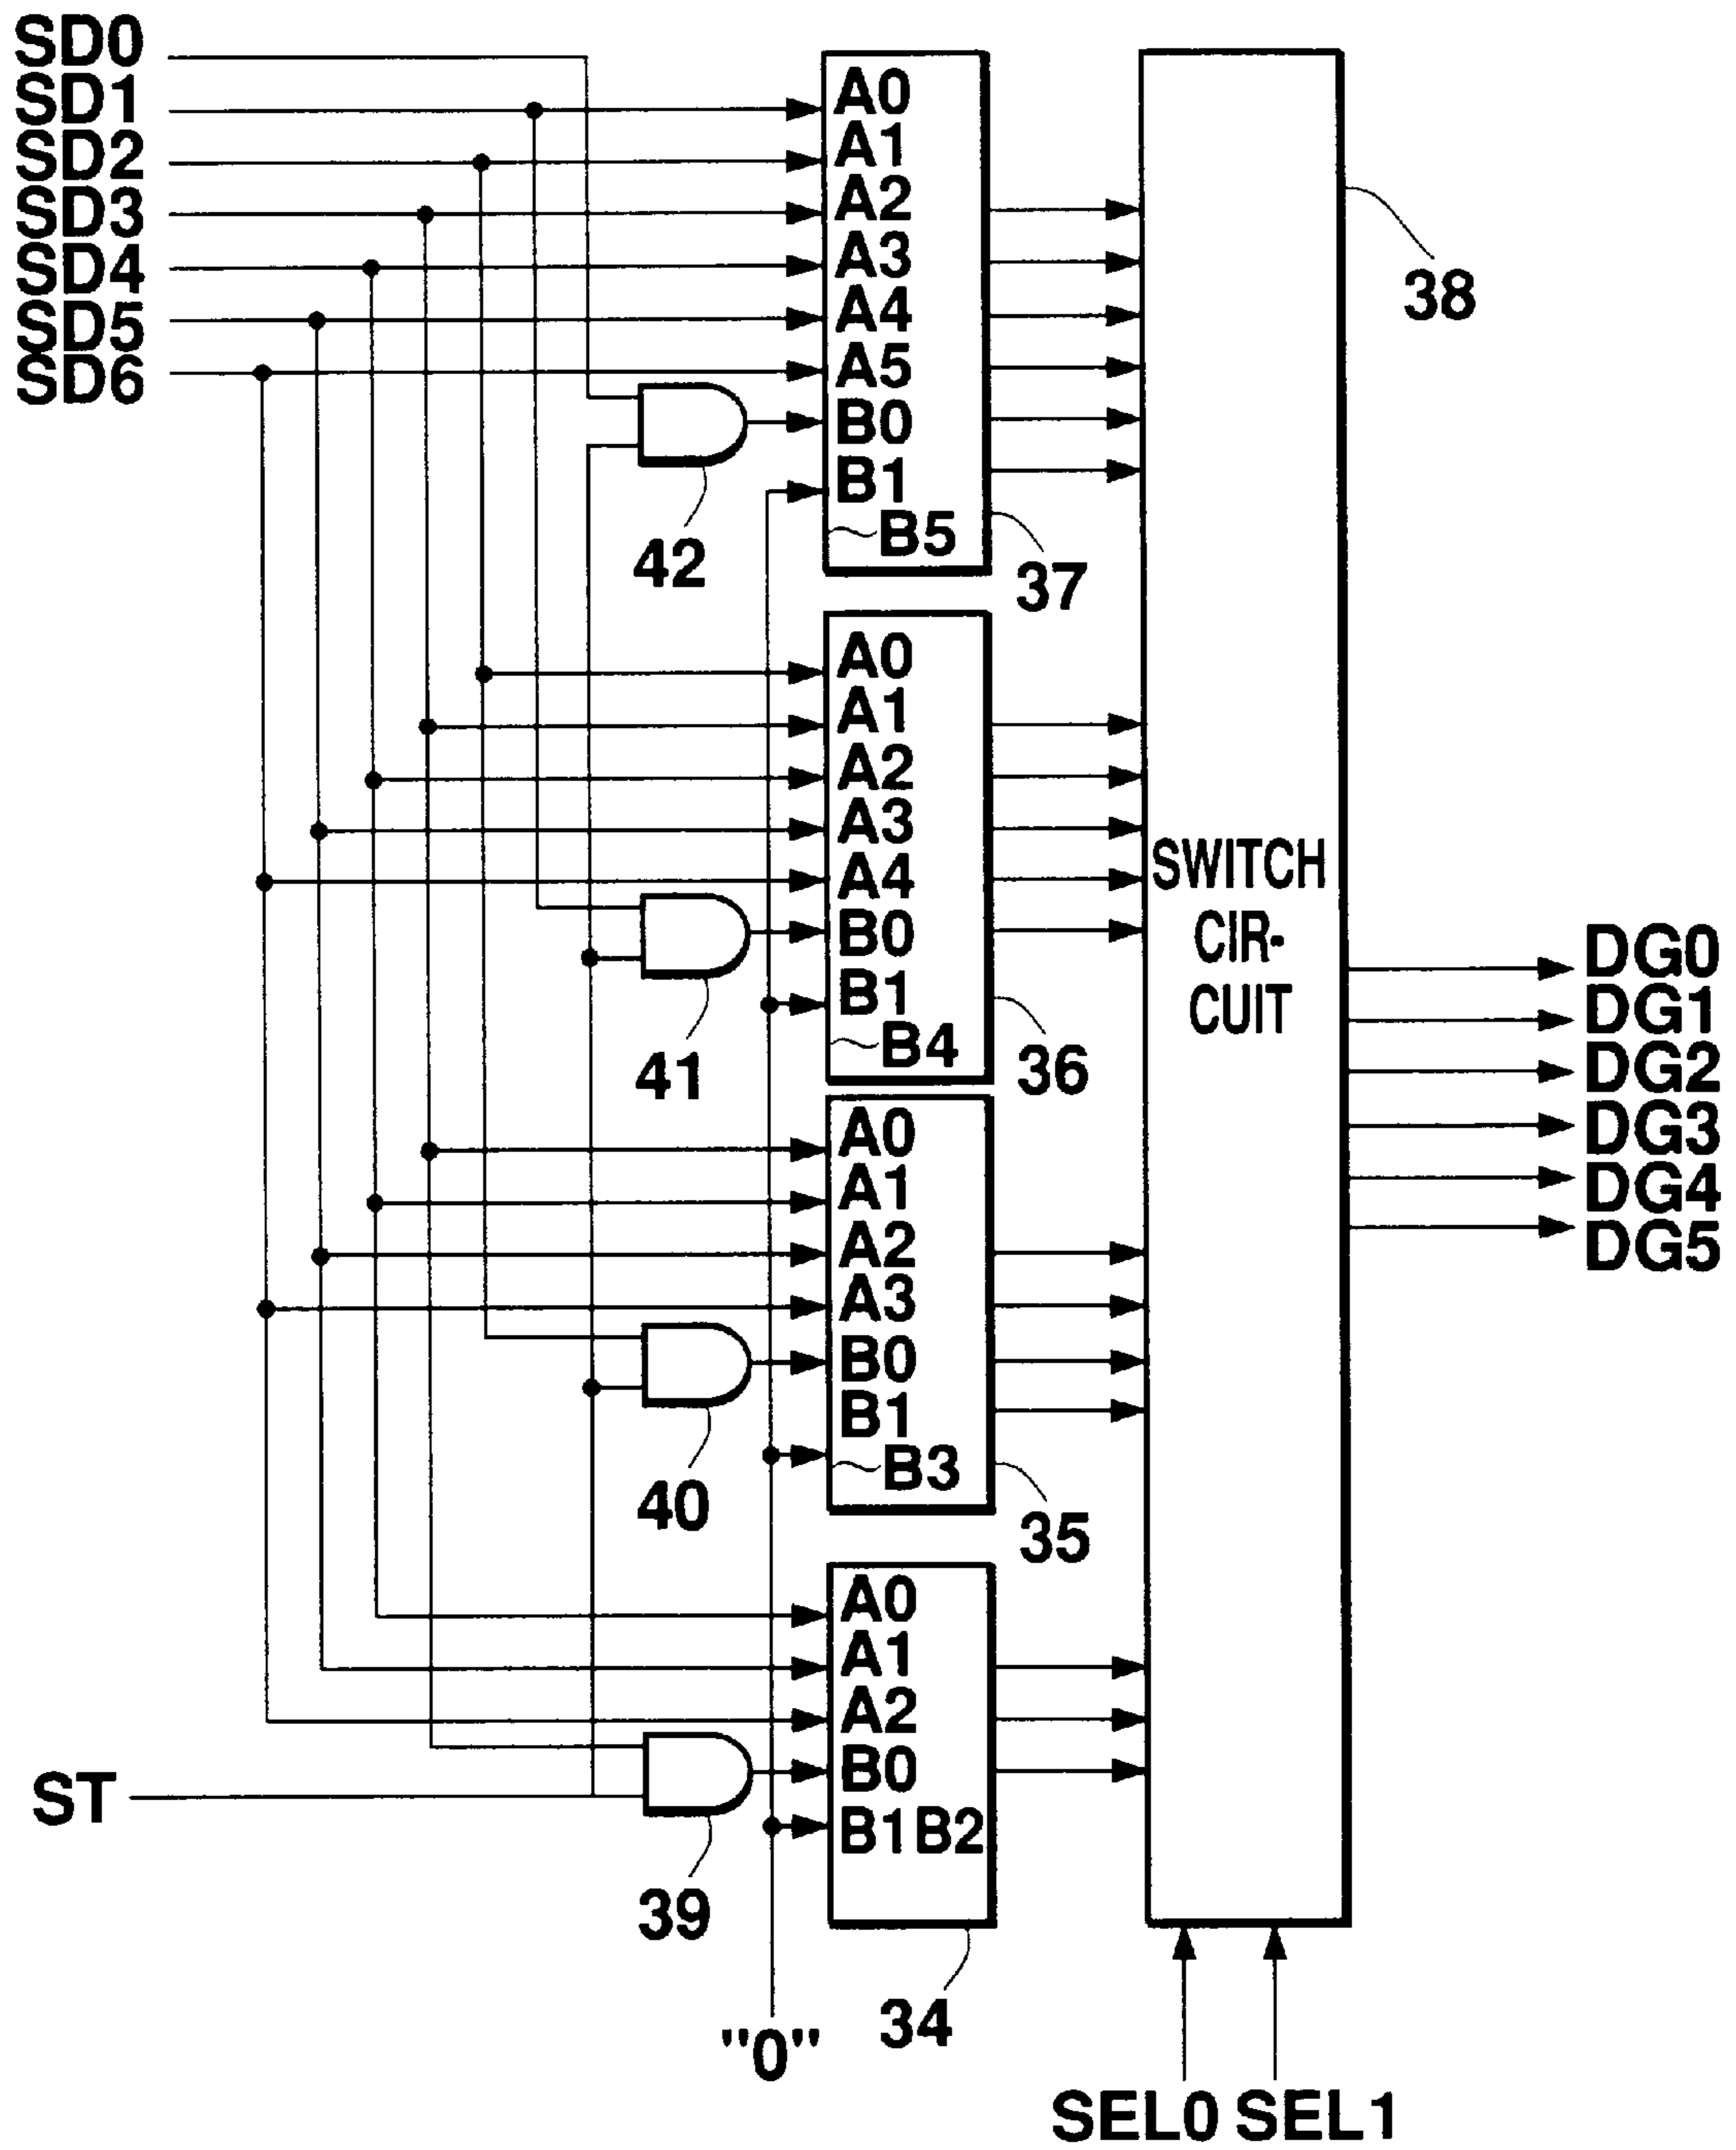 SD0
SD1
SD2
SD3
SD4
SD5
SD6
A0
A1
A2
A3
A4
A5
B0
B1
B5
42
37
38
A0
A1
A2
A3
A4
B0
B1
B4
41
36
SWITCH
CIR-
CUIT
DG0
DG1
DG2
DG3
DG4
DG5
A0
A1
A2
A3
B0
B1
B3
40
35
A0
A1
A2
B0
B1 B2
ST
39
34
"0"
SEL0 SEL1